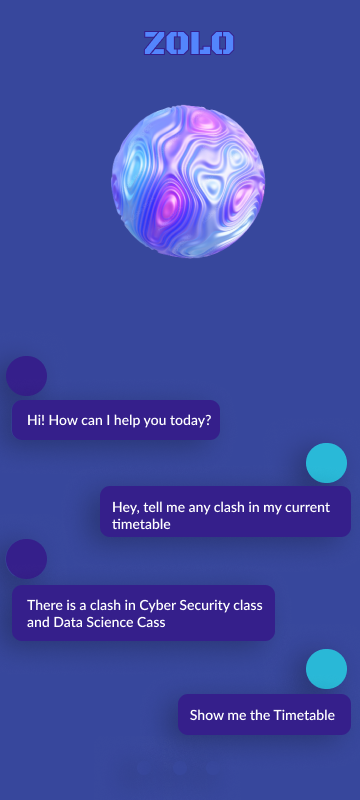 ZOLO
Hi! How can I help you today?
Hey, tell me any clash in my current
timetable
There is a clash in Cyber Security class
and Data Science Cass
Show me the Timetable